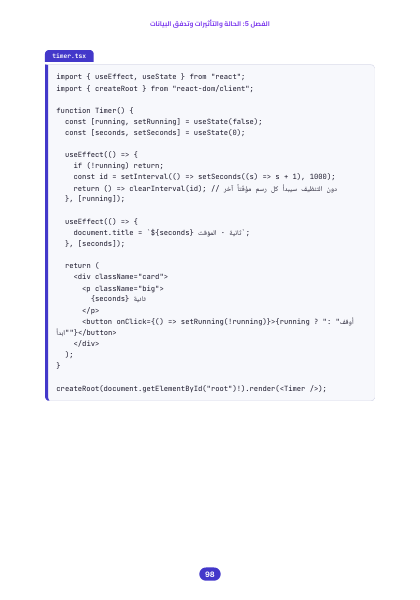 الفصل 5: الحالة والتأثيرات وتدفق البيانات
timer.tsx
import { useEffect, useState } from "react";
import { createRoot } from "react-dom/client";

function Timer() {
  const [running, setRunning] = useState(false);
  const [seconds, setSeconds] = useState(0);

  useEffect(() => {
    if (!running) return;
    const id = setInterval(() => setSeconds((s) => s + 1), 1000);
    return () => clearInterval(id); // دون التنظيف سيبدأ كل رسم مؤقتًا آخر
  }, [running]);

  useEffect(() => {
    document.title = `${seconds} ثانية - المؤقت`;
  }, [seconds]);

  return (
    <div className="card">
      <p className="big">
        {seconds} ثانية
      </p>
      <button onClick={() => setRunning(!running)}>{running ? "أوقف" : "
ابدأ"}</button>
    </div>
  );
}

createRoot(document.getElementById("root")!).render(<Timer />);
98